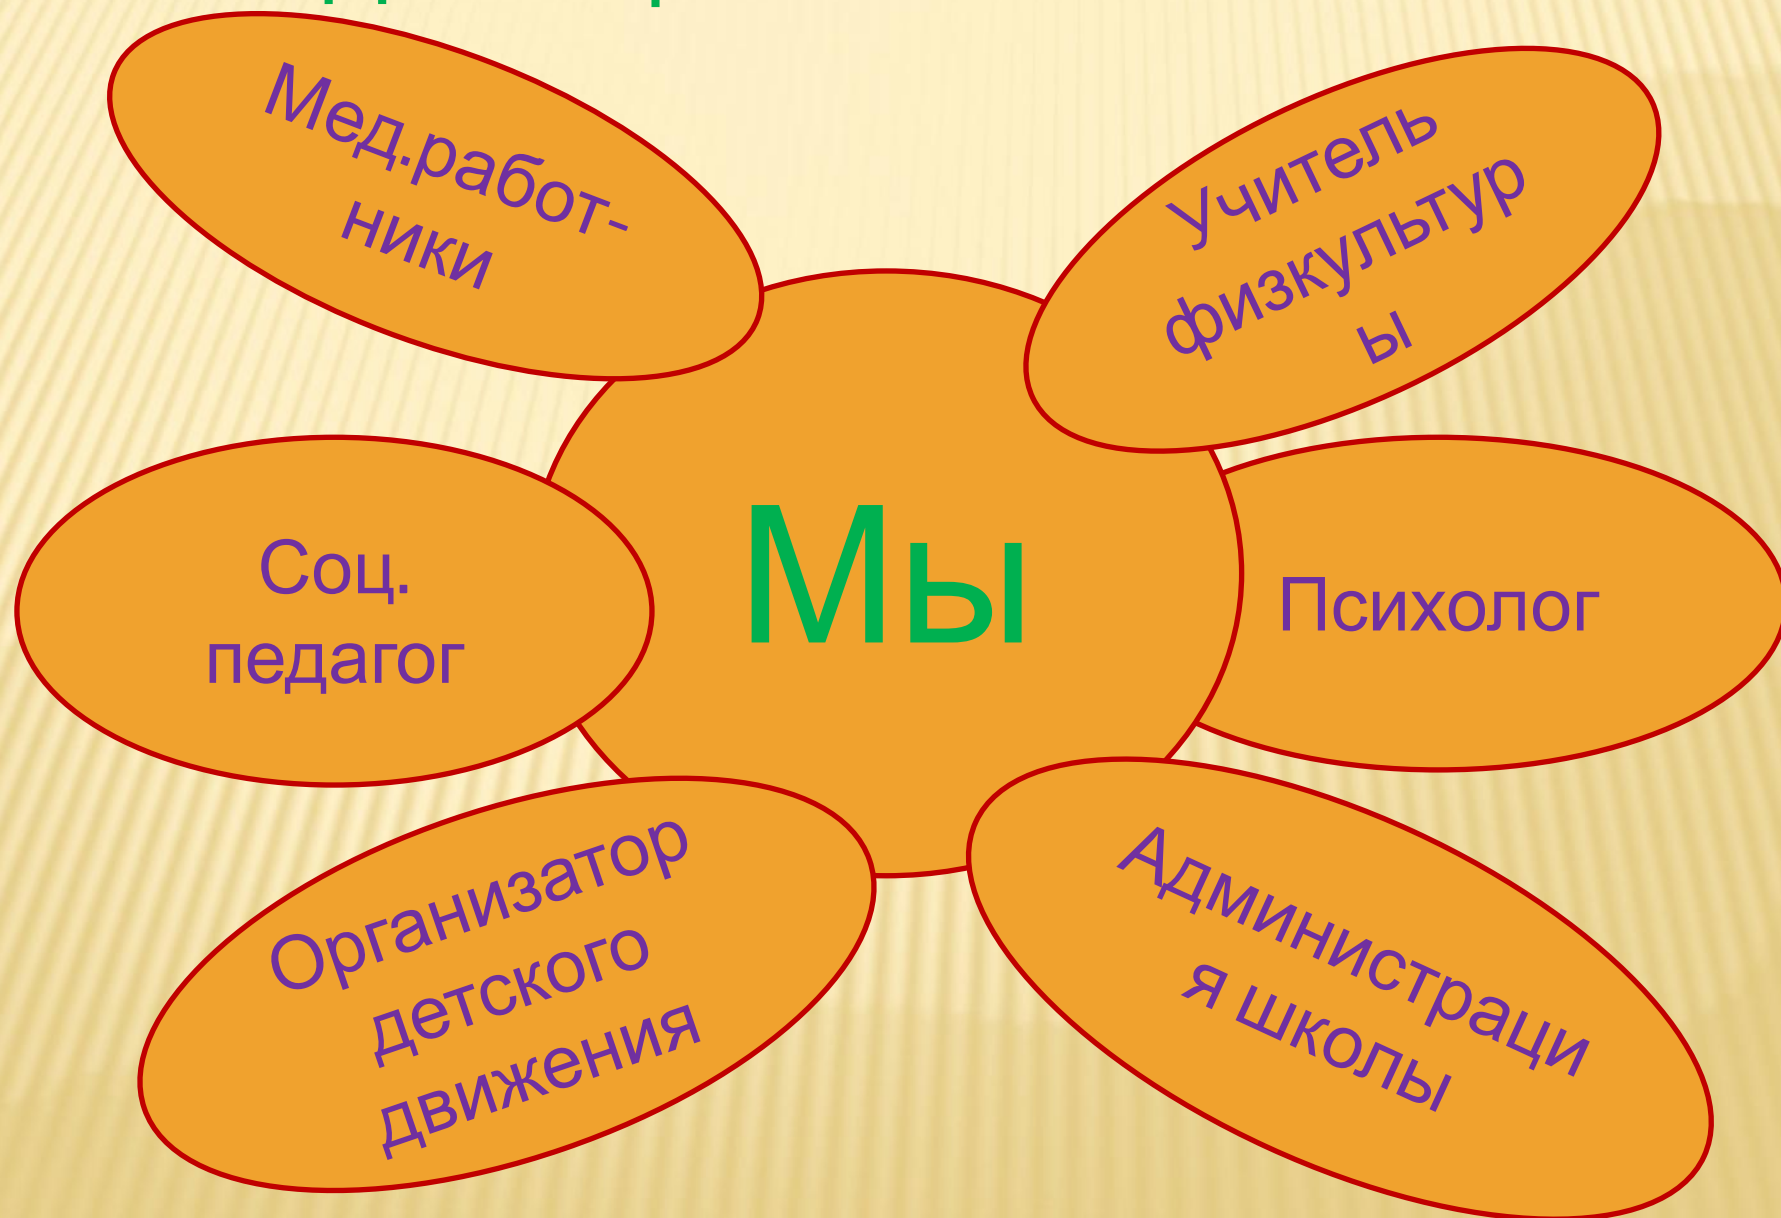 Мед.работ-
ники
Учитель
физкультур
ы
Соц.
педагог
Мы
Психолог
Организатор
детского
движения
Администраци
я школы